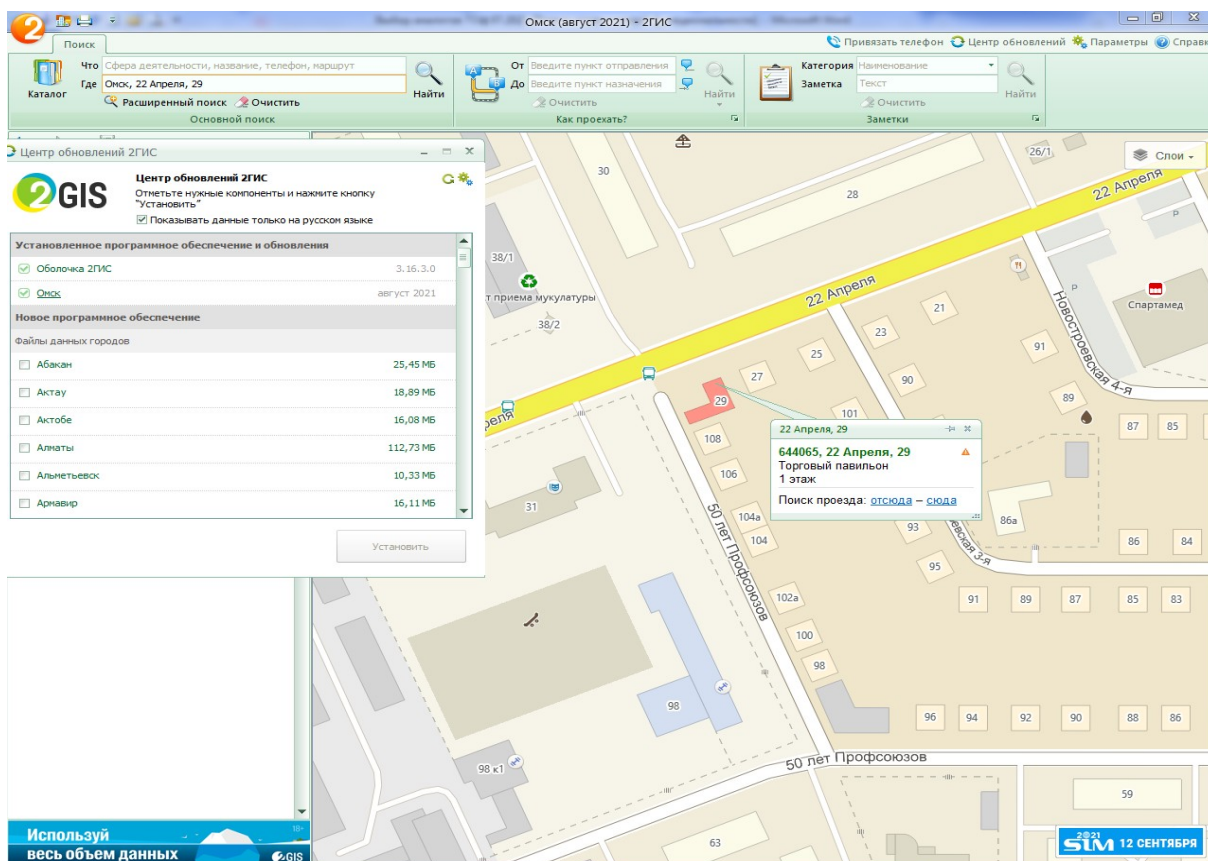 Омск (август 2021) - 2ГИС
Поиск
Привязать телефон Центр обновлений Параметры Справк
Каталог
Что Сфера деятельности, название, телефон, маршрут
Где Омск, 22 Апреля, 29
Расширенный поиск Очистить
Найти
Основной поиск
От Введите пункт отправления
До Введите пункт назначения
Очистить
Найти
Как проехать?
Категория Наименование
Заметка Текст
Очистить
Найти
Заметки
Центр обновлений 2ГИС
2GIS
Центр обновлений 2ГИС
Отметьте нужные компоненты и нажмите кнопку
"Установить"
Показывать данные только на русском языке
Установленное программное обеспечение и обновления
Оболочка 2ГИС 3.16.3.0
Омск август 2021
Новое программное обеспечение
Файлы данных городов
Абакан 25,45 МБ
Актау 18,89 МБ
Актобе 16,08 МБ
Алматы 112,73 МБ
Альметьевск 10,33 МБ
Армавир 16,11 МБ
Установить
Слои
30
28
26/1
22 Апреля
P
38/1
т приема мукулатуры
38/2
22 Апреля
21
23
25
27
29
P
Спартамед
Новостроевская 4-я
91
90
89
87
85
101
108
106
104а
104
102а
100
98
реля
31
22 Апреля, 29
644065, 22 Апреля, 29
Торговый павильон
1 этаж
Поиск проезда: отсюда – сюда
93
86а
86
84
евская 3-я
95
91
89
87
85
83
50 лет Профсоюзов
98
96
94
92
90
88
86
98 к1
50 лет Профсоюзов
59
63
Используй
весь объем данных
18+
2GIS
2021
SIM 12 СЕНТЯБРЯ